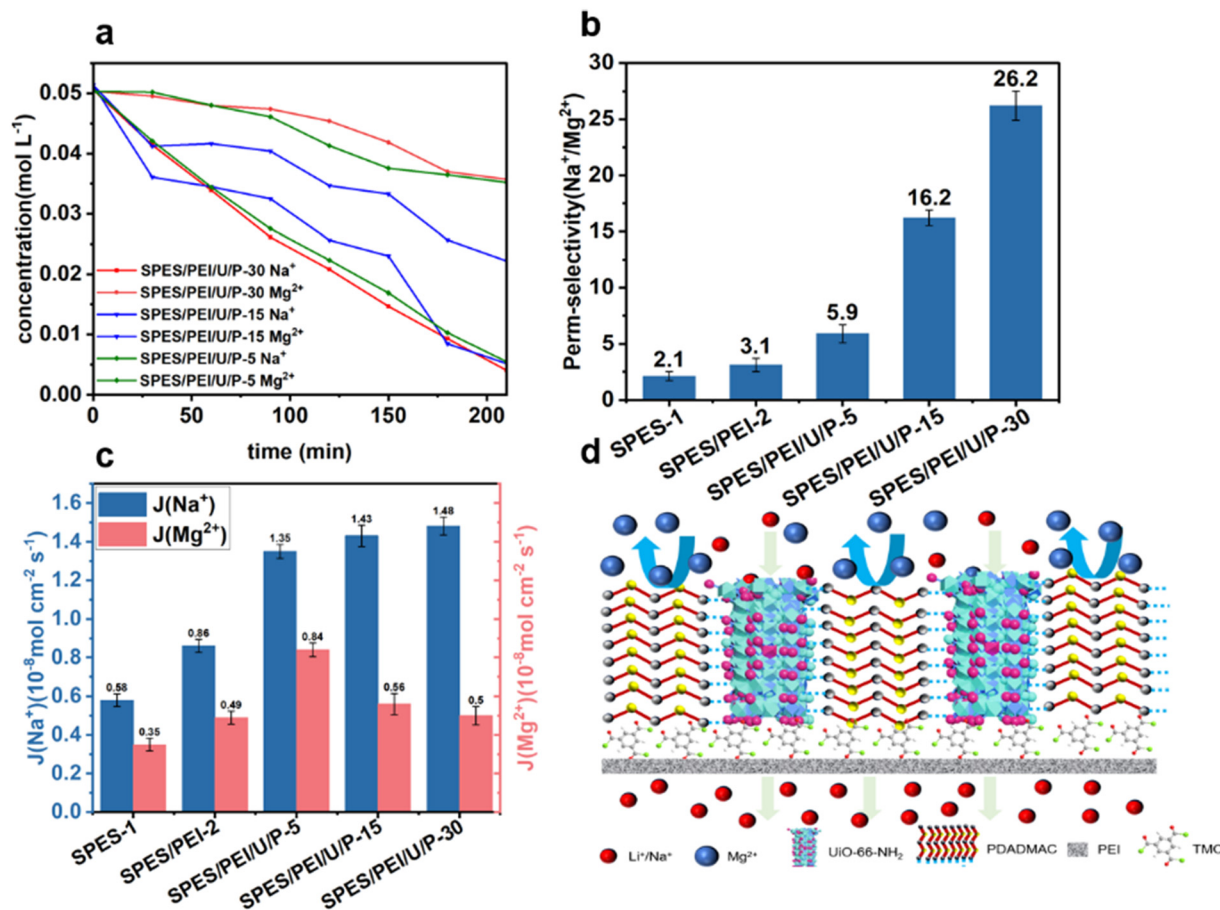 a
concentration(mol L⁻¹)
0.05
0.04
0.03
0.02
0.01
0.00
SPES/PEI/U/P-30 Na⁺
SPES/PEI/U/P-30 Mg²⁺
SPES/PEI/U/P-15 Na⁺
SPES/PEI/U/P-15 Mg²⁺
SPES/PEI/U/P-5 Na⁺
SPES/PEI/U/P-5 Mg²⁺
0 50 100 150 200
time (min)
b
Perm-selectivity(Na⁺/Mg²⁺)
30
25
20
15
10
5
0
2.1
3.1
5.9
16.2
26.2
SPES-1
SPES/PEI-2
SPES/PEI/U/P-5
SPES/PEI/U/P-15
SPES/PEI/U/P-30
c
J(Na⁺)(10⁻⁸mol cm⁻² s⁻¹)
1.6
1.4
1.2
1.0
0.8
0.6
0.4
0.2
0.0
J(Na⁺)
J(Mg²⁺)
0.58
0.35
0.86
0.49
1.35
0.84
1.43
0.56
1.48
0.5
J(Mg²⁺)(10⁻⁸mol cm⁻² s⁻¹)
SPES-1
SPES/PEI-2
SPES/PEI/U/P-5
SPES/PEI/U/P-15
SPES/PEI/U/P-30
d
Li⁺/Na⁺
Mg²⁺
UiO-66-NH₂
PDADMAC
PEI
TMC